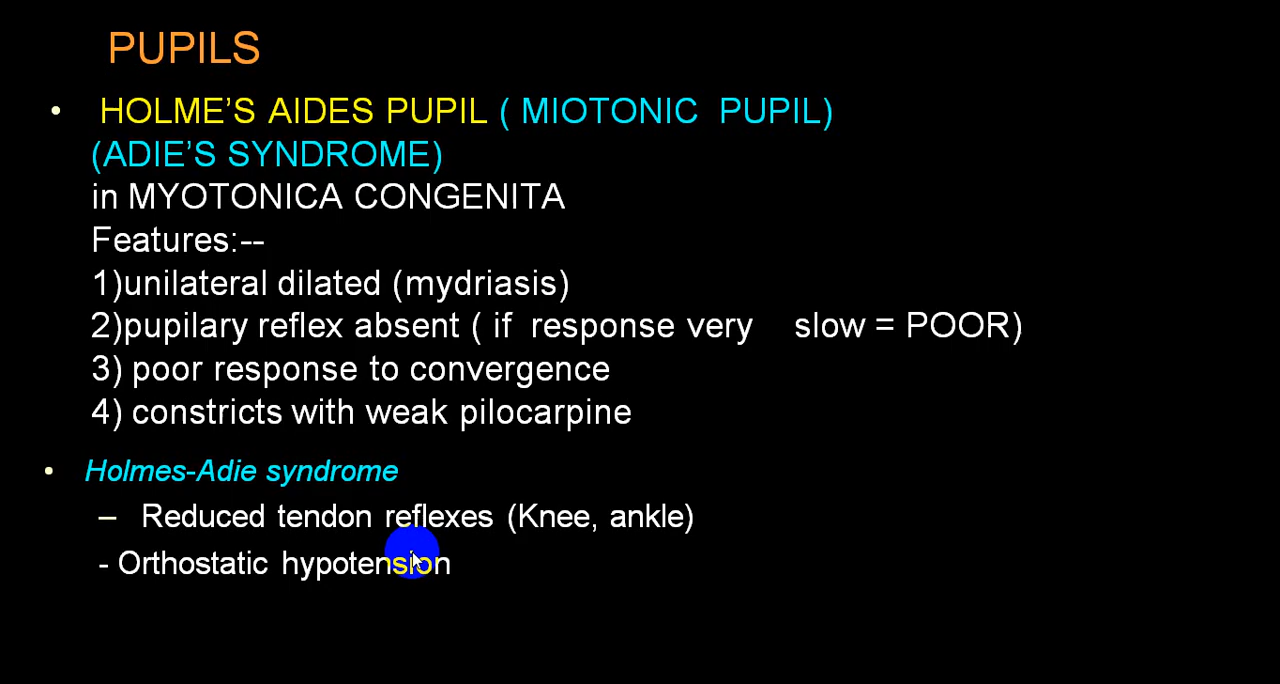 PUPILS
• HOLME’S AIDES PUPIL ( MIOTONIC PUPIL)
(ADIE’S SYNDROME)
in MYOTONICA CONGENITA
Features:--
1)unilateral dilated (mydriasis)
2)pupilary reflex absent ( if response very slow = POOR)
3) poor response to convergence
4) constricts with weak pilocarpine
• Holmes-Adie syndrome
– Reduced tendon reflexes (Knee, ankle)
- Orthostatic hypotension